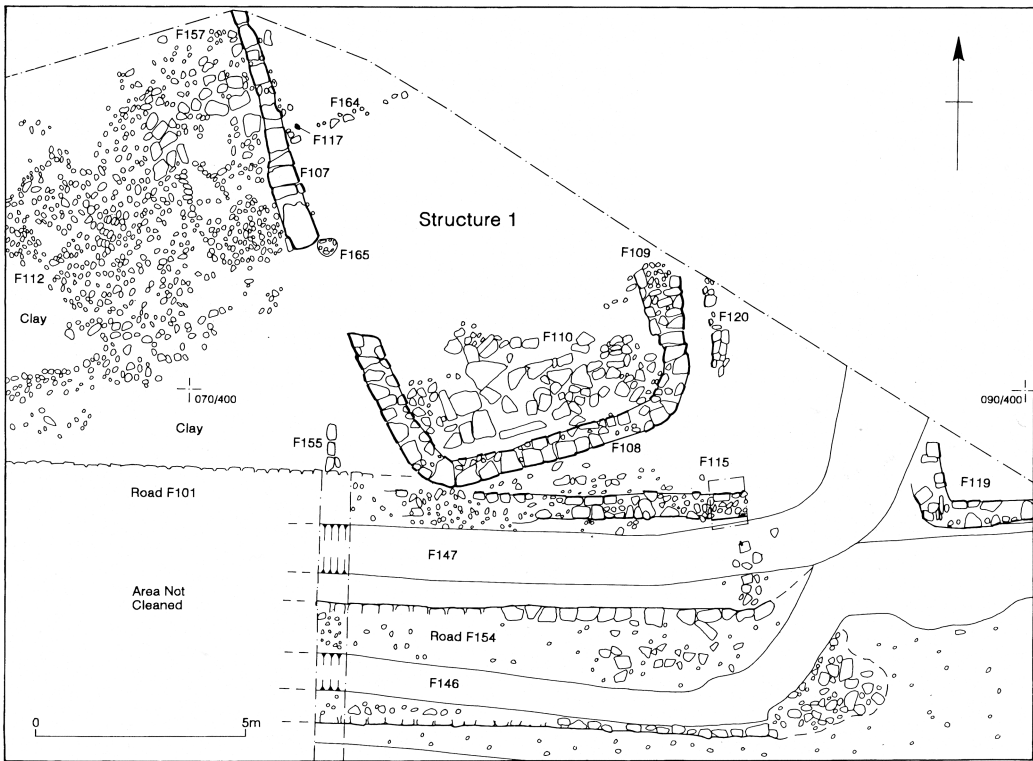 F157
F164
F117
F107
Structure 1
F165
F109
F112
F110
F120
Clay
070/400
090/400
Clay
F155
F108
F115
F119
Road F101
F147
Area Not
Cleaned
Road F154
F146
0
5m